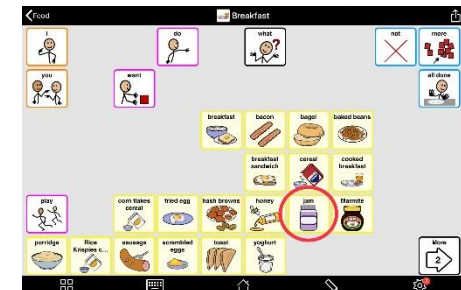 Food
Breakfast
I
do
what
not
more
you
want
all done
breakfast
bacon
bagel
baked beans
breakfast
sandwich
cereal
cooked
breakfast
play
corn flakes
cereal
fried egg
hash browns
honey
jam
Marmite
porridge
Rice
Krispies c...
sausage
scrambled
eggs
toast
yoghurt
More
2